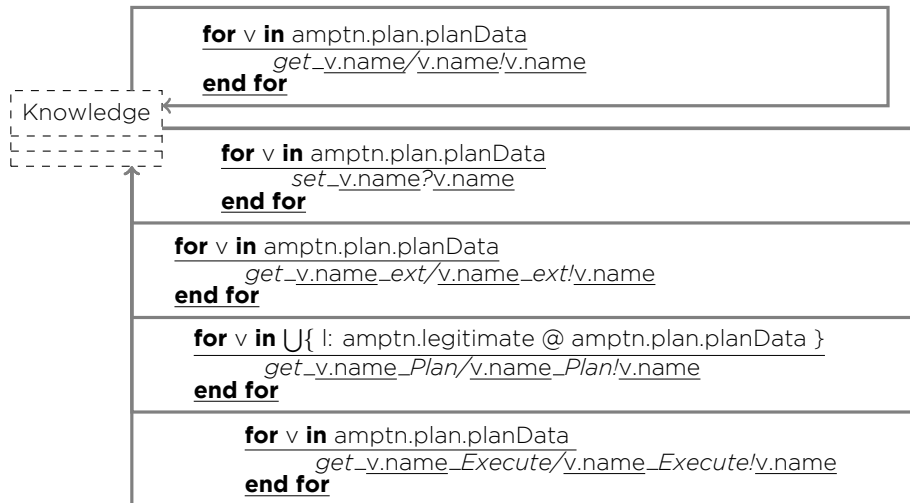 for v in amptn.plan.planData
get_v.name/v.name!v.name
end for
Knowledge
for v in amptn.plan.planData
set_v.name?v.name
end for
for v in amptn.plan.planData
get_v.name_ext/v.name_ext!v.name
end for
for v in ⋃{ l: amptn.legitimate @ amptn.plan.planData }
get_v.name_Plan/v.name_Plan!v.name
end for
for v in amptn.plan.planData
get_v.name_Execute/v.name_Execute!v.name
end for